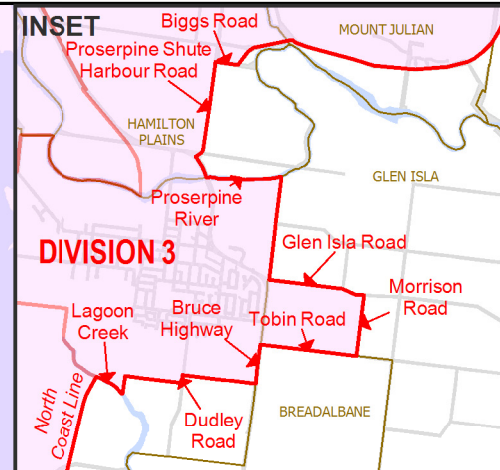 INSET
Biggs Road
MOUNT JULIAN
Proserpine Shute
Harbour Road
HAMILTON
PLAINS
GLEN ISLA
Proserpine
River
DIVISION 3
Glen Isla Road
Morrison
Road
Lagoon
Creek
Bruce
Highway
Tobin Road
North
Coast Line
Dudley
Road
BREADALBANE